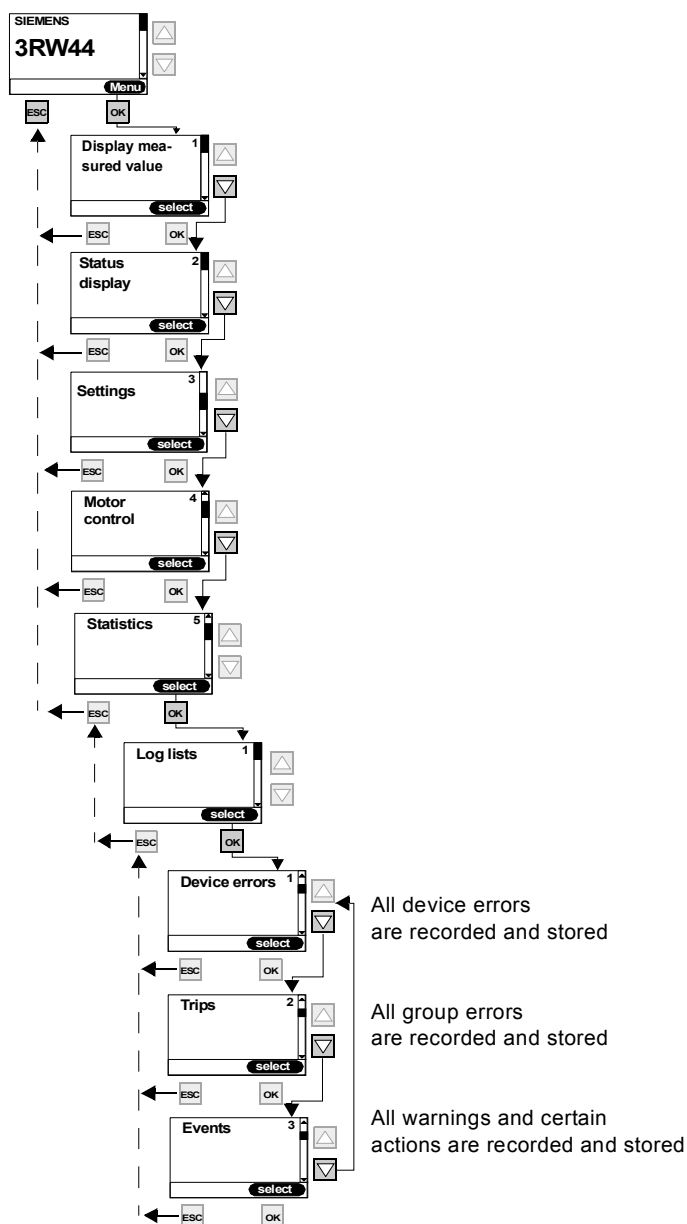 SIEMENS
3RW44
Menu
ESC
OK
Display mea-
sured value
1
select
ESC
OK
Status
display
2
select
ESC
OK
Settings
3
select
ESC
OK
Motor
control
4
select
ESC
OK
Statistics
5
select
ESC
OK
Log lists
1
select
ESC
OK
Device errors
1
select
All device errors
are recorded and stored
ESC
OK
Trips
2
select
All group errors
are recorded and stored
ESC
OK
Events
3
select
All warnings and certain
actions are recorded and stored
ESC
OK